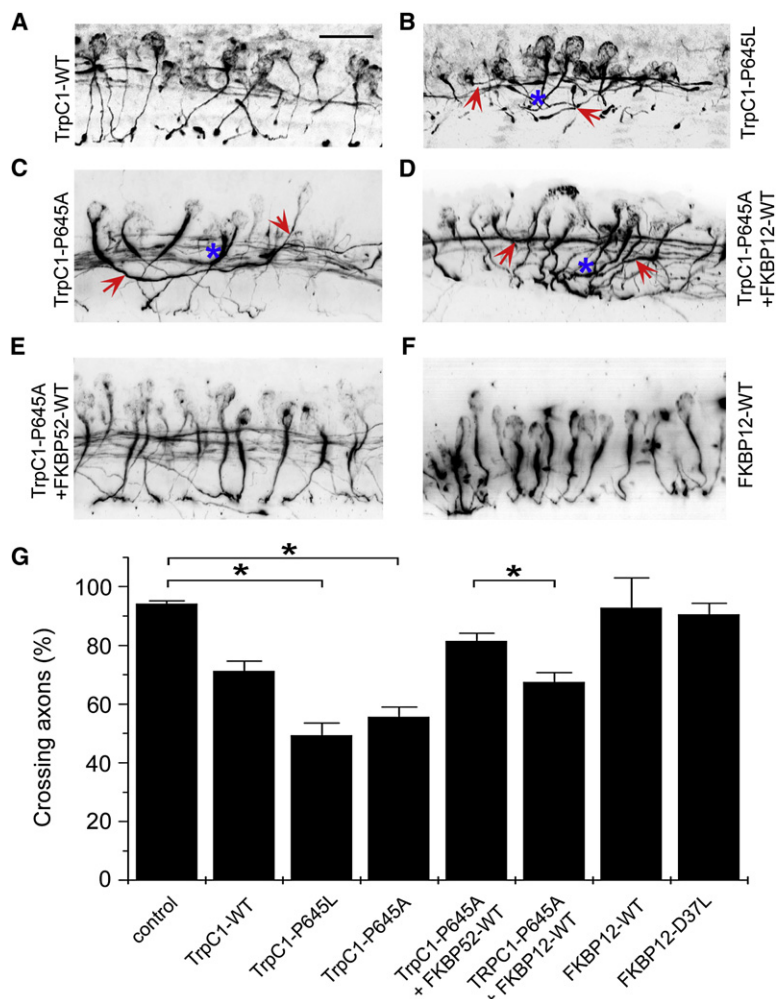 A
TrpC1-WT
B
TrpC1-P645L
C
TrpC1-P645A
D
TrpC1-P645A
+FKBP12-WT
E
TrpC1-P645A
+FKBP52-WT
F
FKBP12-WT
G
Crossing axons (%)
100
80
60
40
20
0
*
*
*
control
TrpC1-WT
TrpC1-P645L
TrpC1-P645A
TrpC1-P645A
+ FKBP52-WT
TRPC1-P645A
+ FKBP12-WT
FKBP12-WT
FKBP12-D37L